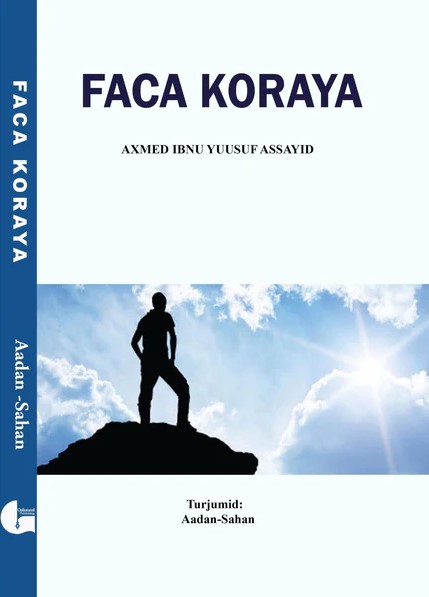 FACA KORAYA
AXMED IBNU YUUSUF ASSAYID
Turjumid:
Aadan-Sahan
FACA KORAYA
Aadan -Sahan